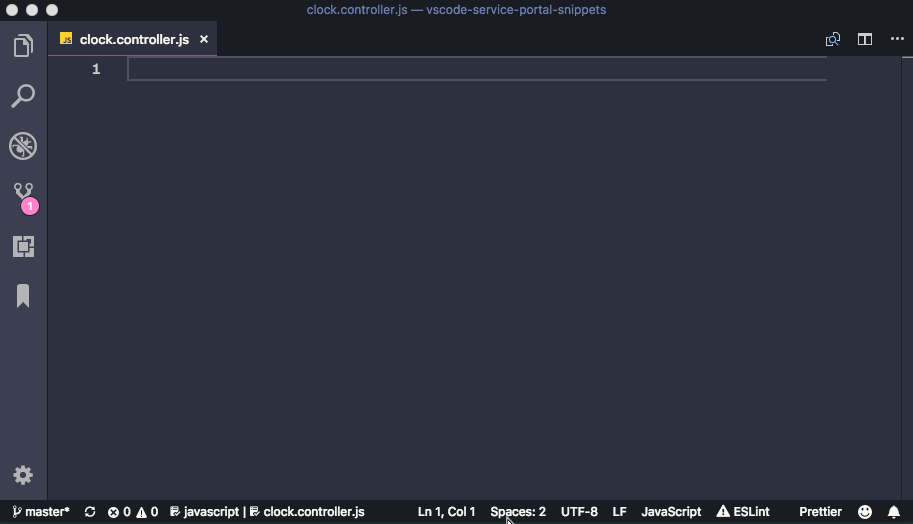 clock.controller.js — vscode-service-portal-snippets
JS clock.controller.js ×
1
1
master* 0 0 javascript | clock.controller.js Ln 1, Col 1 Spaces: 2 UTF-8 LF JavaScript ESLint Prettier